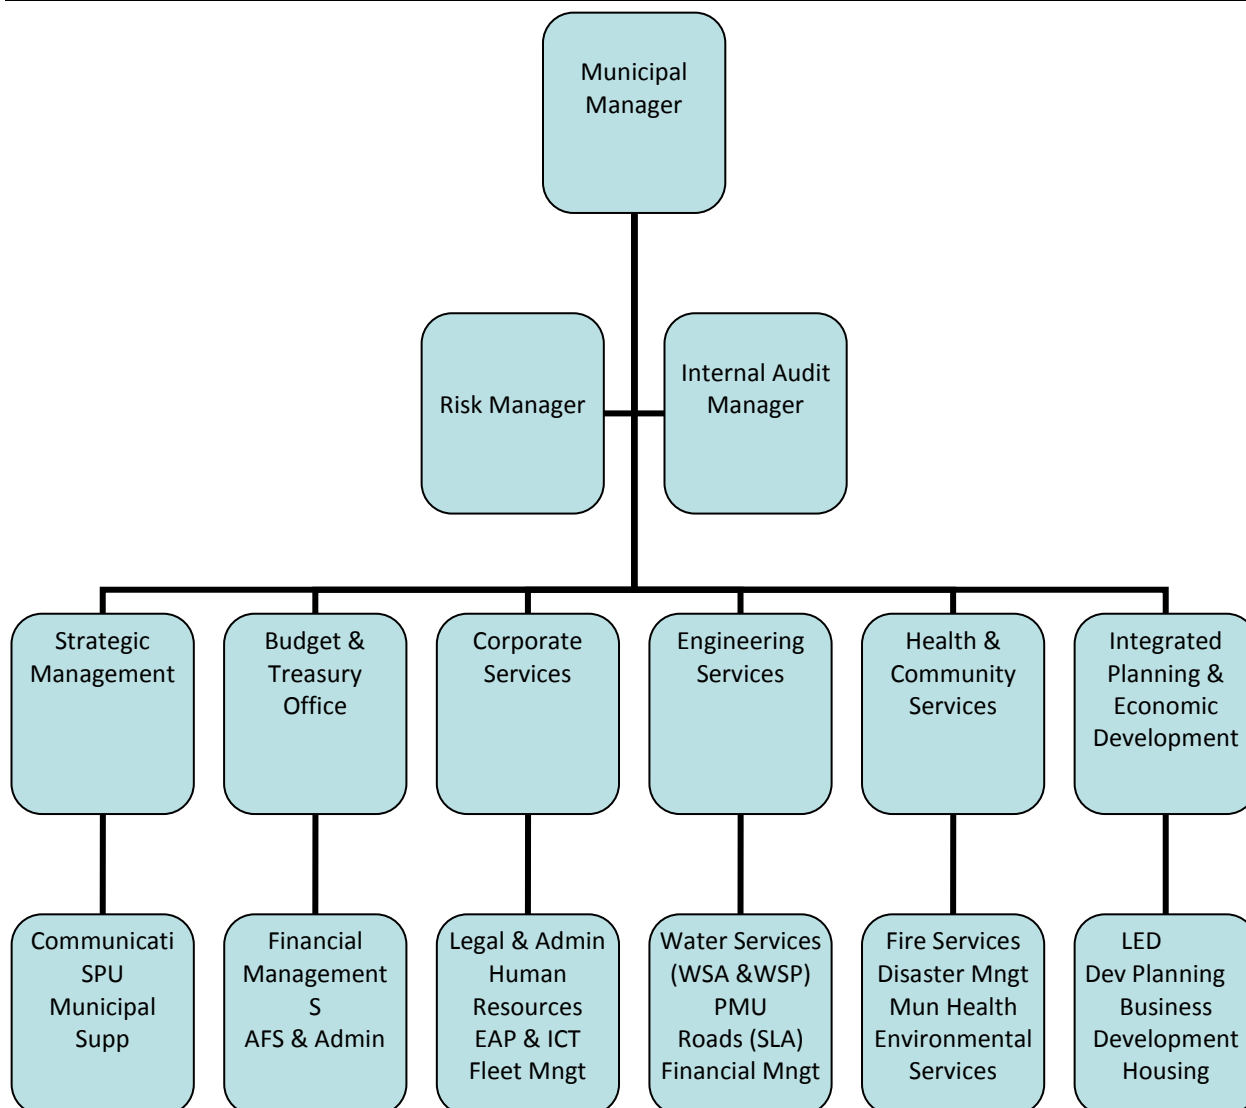 Municipal
Manager
Risk Manager
Internal Audit
Manager
Strategic
Management
Budget &
Treasury
Office
Corporate
Services
Engineering
Services
Health &
Community
Services
Integrated
Planning &
Economic
Development
Communicati
SPU
Municipal
Supp
Financial
Management
S
AFS & Admin
Legal & Admin
Human
Resources
EAP & ICT
Fleet Mngt
Water Services
(WSA &WSP)
PMU
Roads (SLA)
Financial Mngt
Fire Services
Disaster Mngt
Mun Health
Environmental
Services
LED
Dev Planning
Business
Development
Housing